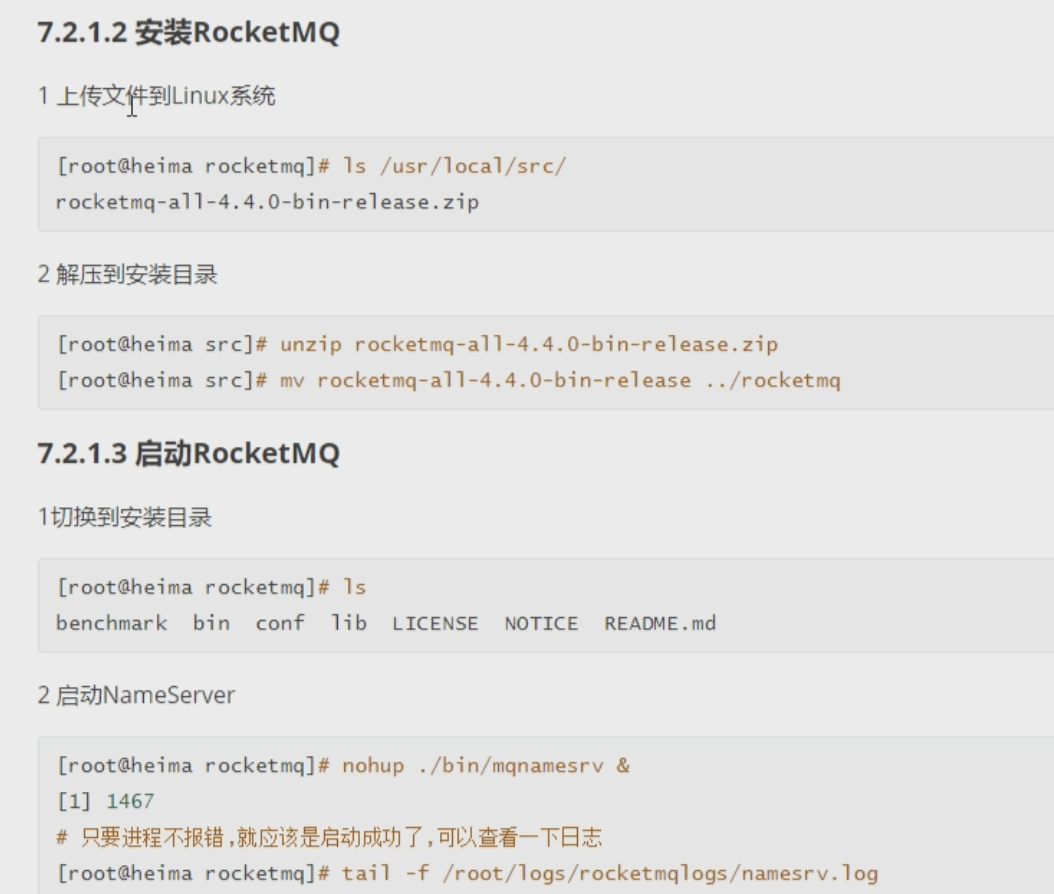 7.2.1.2 安装RocketMQ
1 上传文件到Linux系统
[root@heima rocketmq]# ls /usr/local/src/
rocketmq-all-4.4.0-bin-release.zip
2 解压到安装目录
[root@heima src]# unzip rocketmq-all-4.4.0-bin-release.zip
[root@heima src]# mv rocketmq-all-4.4.0-bin-release ../rocketmq
7.2.1.3 启动RocketMQ
1切换到安装目录
[root@heima rocketmq]# ls
benchmark  bin  conf  lib  LICENSE  NOTICE  README.md
2 启动NameServer
[root@heima rocketmq]# nohup ./bin/mqnamesrv &
[1] 1467
# 只要进程不报错,就应该是启动成功了,可以查看一下日志
[root@heima rocketmq]# tail -f /root/logs/rocketmqlogs/namesrv.log